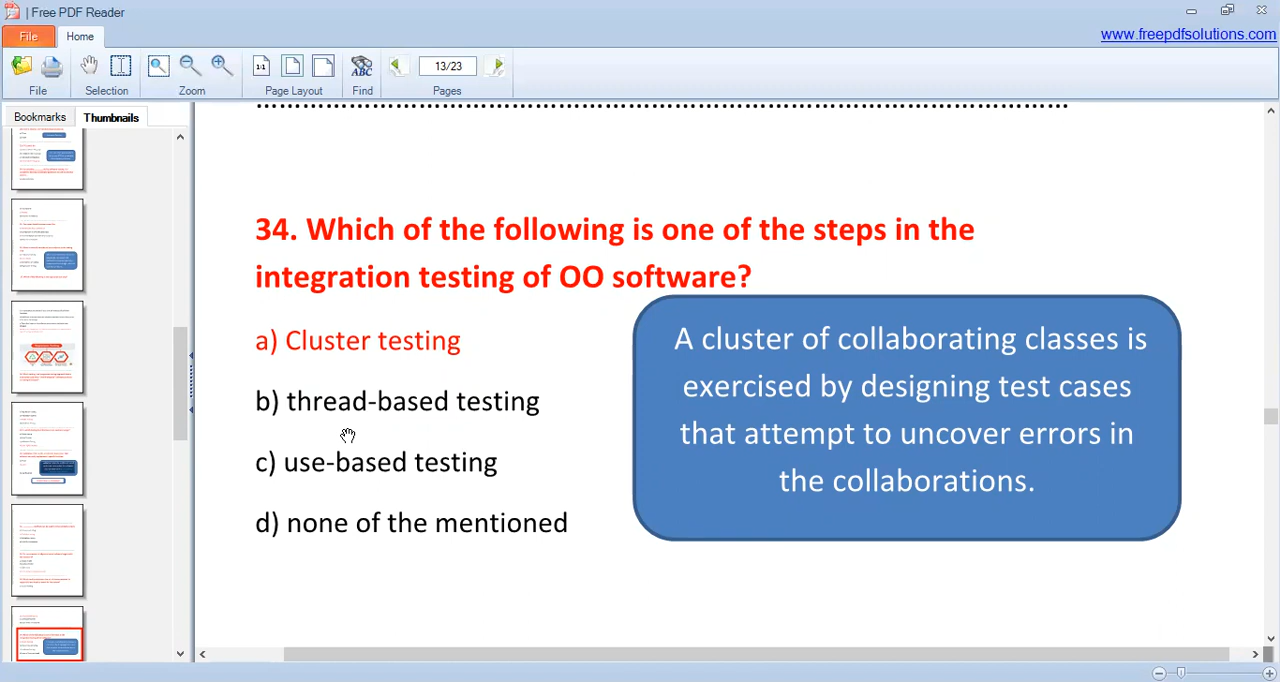 | Free PDF Reader
File
Home
www.freepdfsolutions.com
1:1
ABC
13/23
File
Selection
Zoom
Page Layout
Find
Pages
Bookmarks
Thumbnails
34. Which of the following is one of the steps in the
integration testing of OO software?
a) Cluster testing
b) thread-based testing
c) use-based testing
d) none of the mentioned
A cluster of collaborating classes is
exercised by designing test cases
that attempt to uncover errors in
the collaborations.